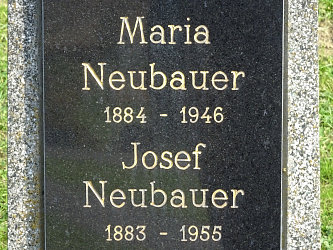 Maria
Neubauer
1884 - 1946
Josef
Neubauer
1883 - 1955